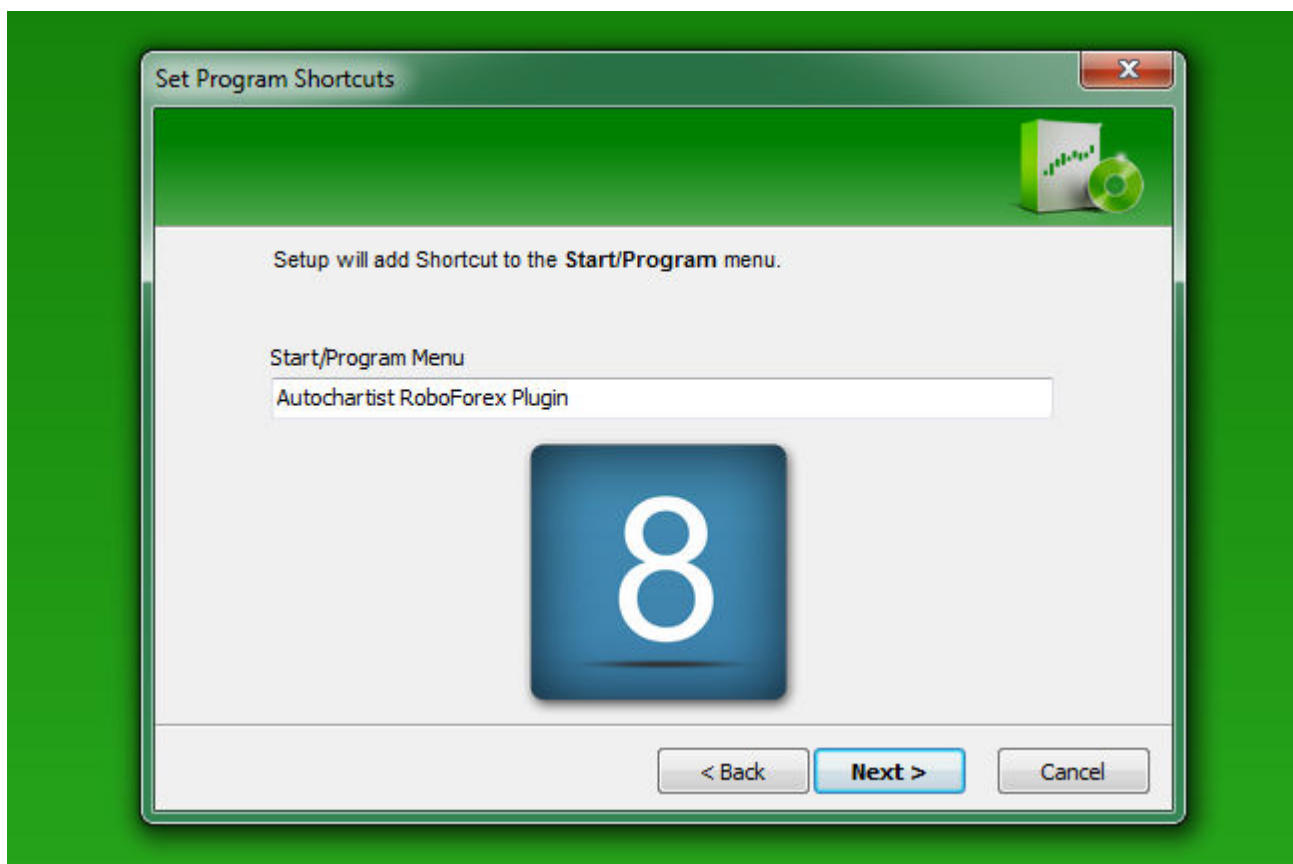 Set Program Shortcuts
Setup will add Shortcut to the Start/Program menu.
Start/Program Menu
Autochartist RoboForex Plugin
8
< Back Next > Cancel